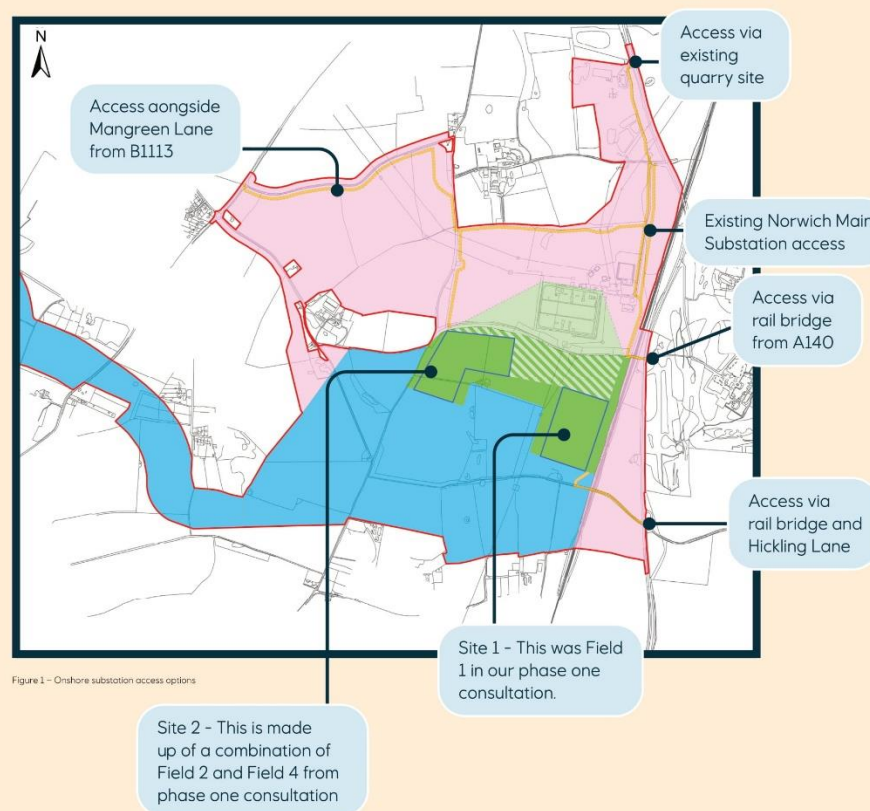 N
Access via
existing
quarry site
Access aongside
Mangreen Lane
from B1113
Existing Norwich Main
Substation access
Access via
rail bridge
from A140
Access via
rail bridge and
Hickling Lane
Site 1 - This was Field
1 in our phase one
consultation.
Figure 1 – Onshore substation access options
Site 2 - This is made
up of a combination of
Field 2 and Field 4 from
phase one consultation